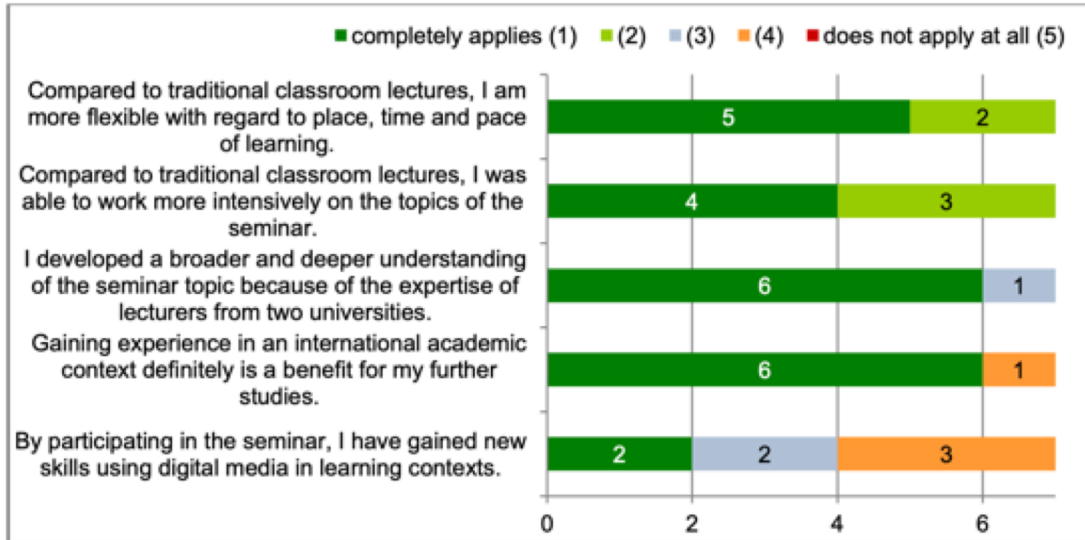 completely applies (1) (2) (3) (4) does not apply at all (5)
Compared to traditional classroom lectures, I am
more flexible with regard to place, time and pace
of learning.
5 2
Compared to traditional classroom lectures, I was
able to work more intensively on the topics of the
seminar.
4 3
I developed a broader and deeper understanding
of the seminar topic because of the expertise of
lecturers from two universities.
6 1
Gaining experience in an international academic
context definitely is a benefit for my further
studies.
6 1
By participating in the seminar, I have gained new
skills using digital media in learning contexts.
2 2 3
0 2 4 6